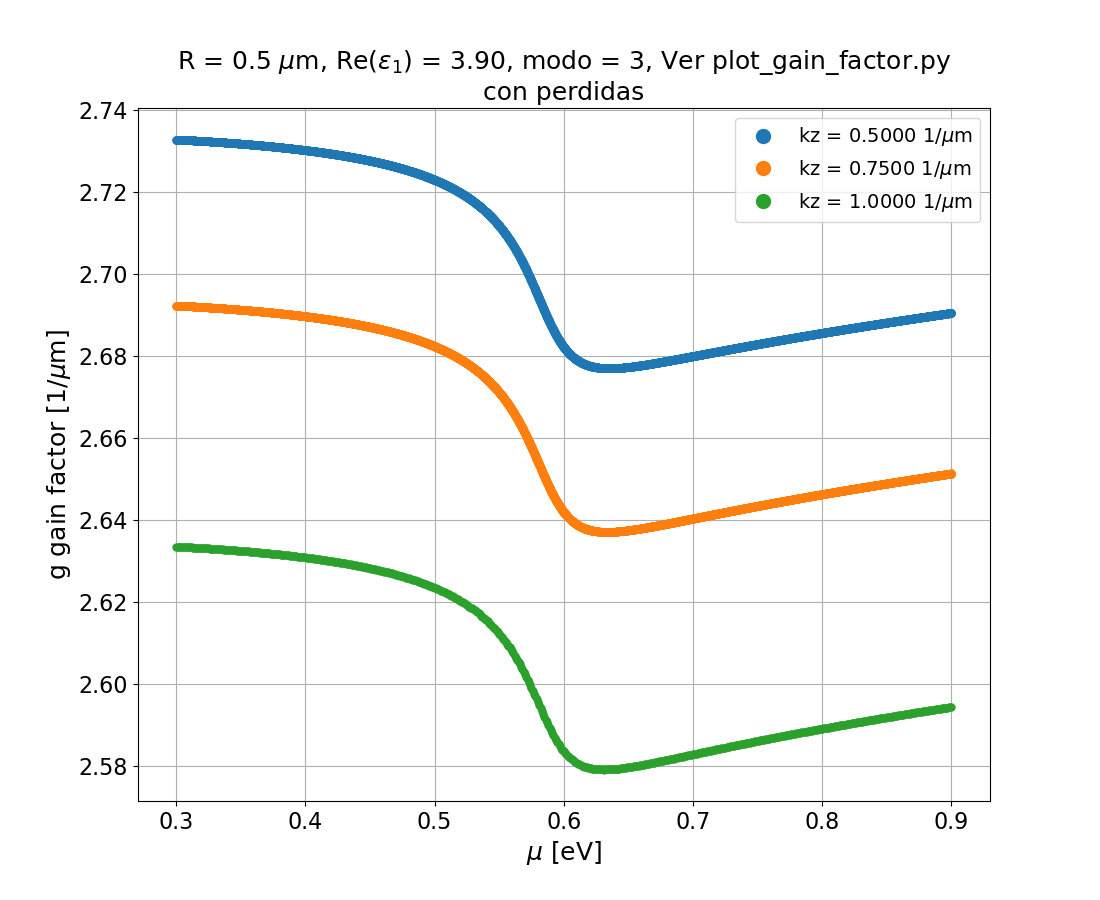 R = 0.5 μm, Re(ε₁) = 3.90, modo = 3, Ver plot_gain_factor.py
con perdidas
kz = 0.5000 1/μm
kz = 0.7500 1/μm
kz = 1.0000 1/μm
g gain factor [1/μm]
2.74
2.72
2.70
2.68
2.66
2.64
2.62
2.60
2.58
0.3 0.4 0.5 0.6 0.7 0.8 0.9
μ [eV]